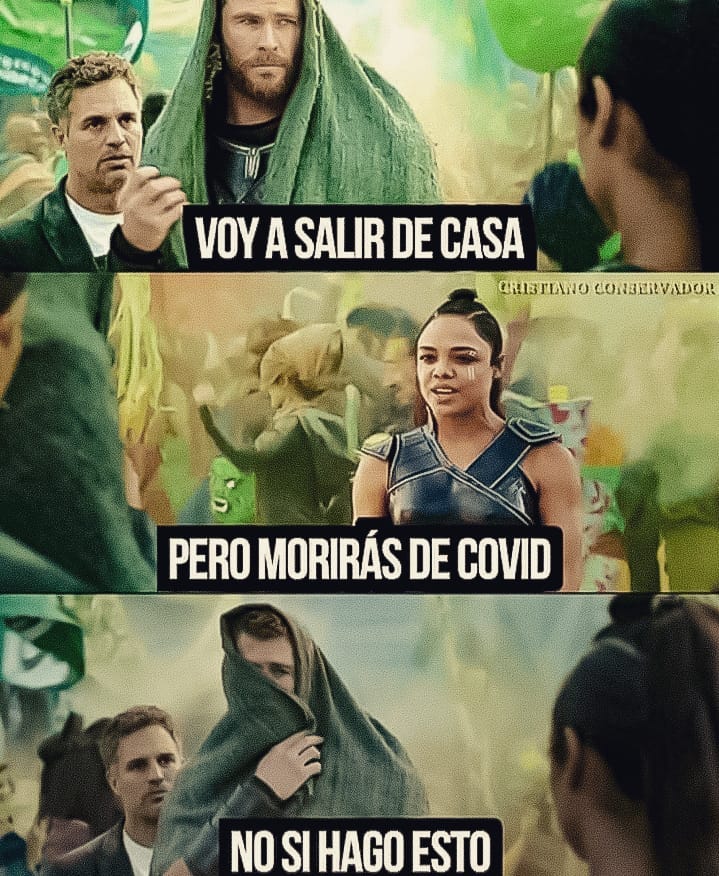 VOY A SALIR DE CASA
CRISTIANO CONSERVADOR
PERO MORIRÁS DE COVID
NO SI HAGO ESTO